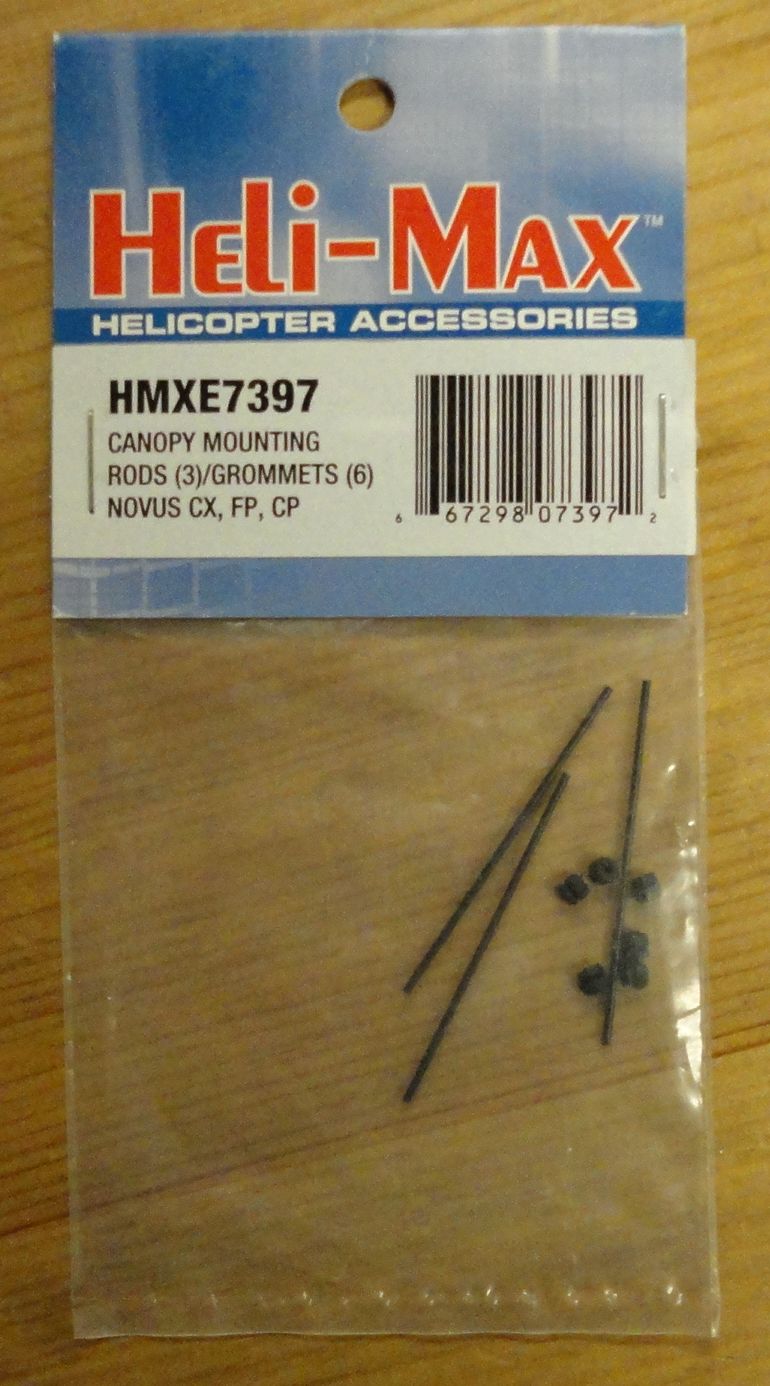 HELI-MAX™
HELICOPTER ACCESSORIES
HMXE7397
CANOPY MOUNTING
RODS (3)/GROMMETS (6)
NOVUS CX, FP, CP
6 67298 07397 2